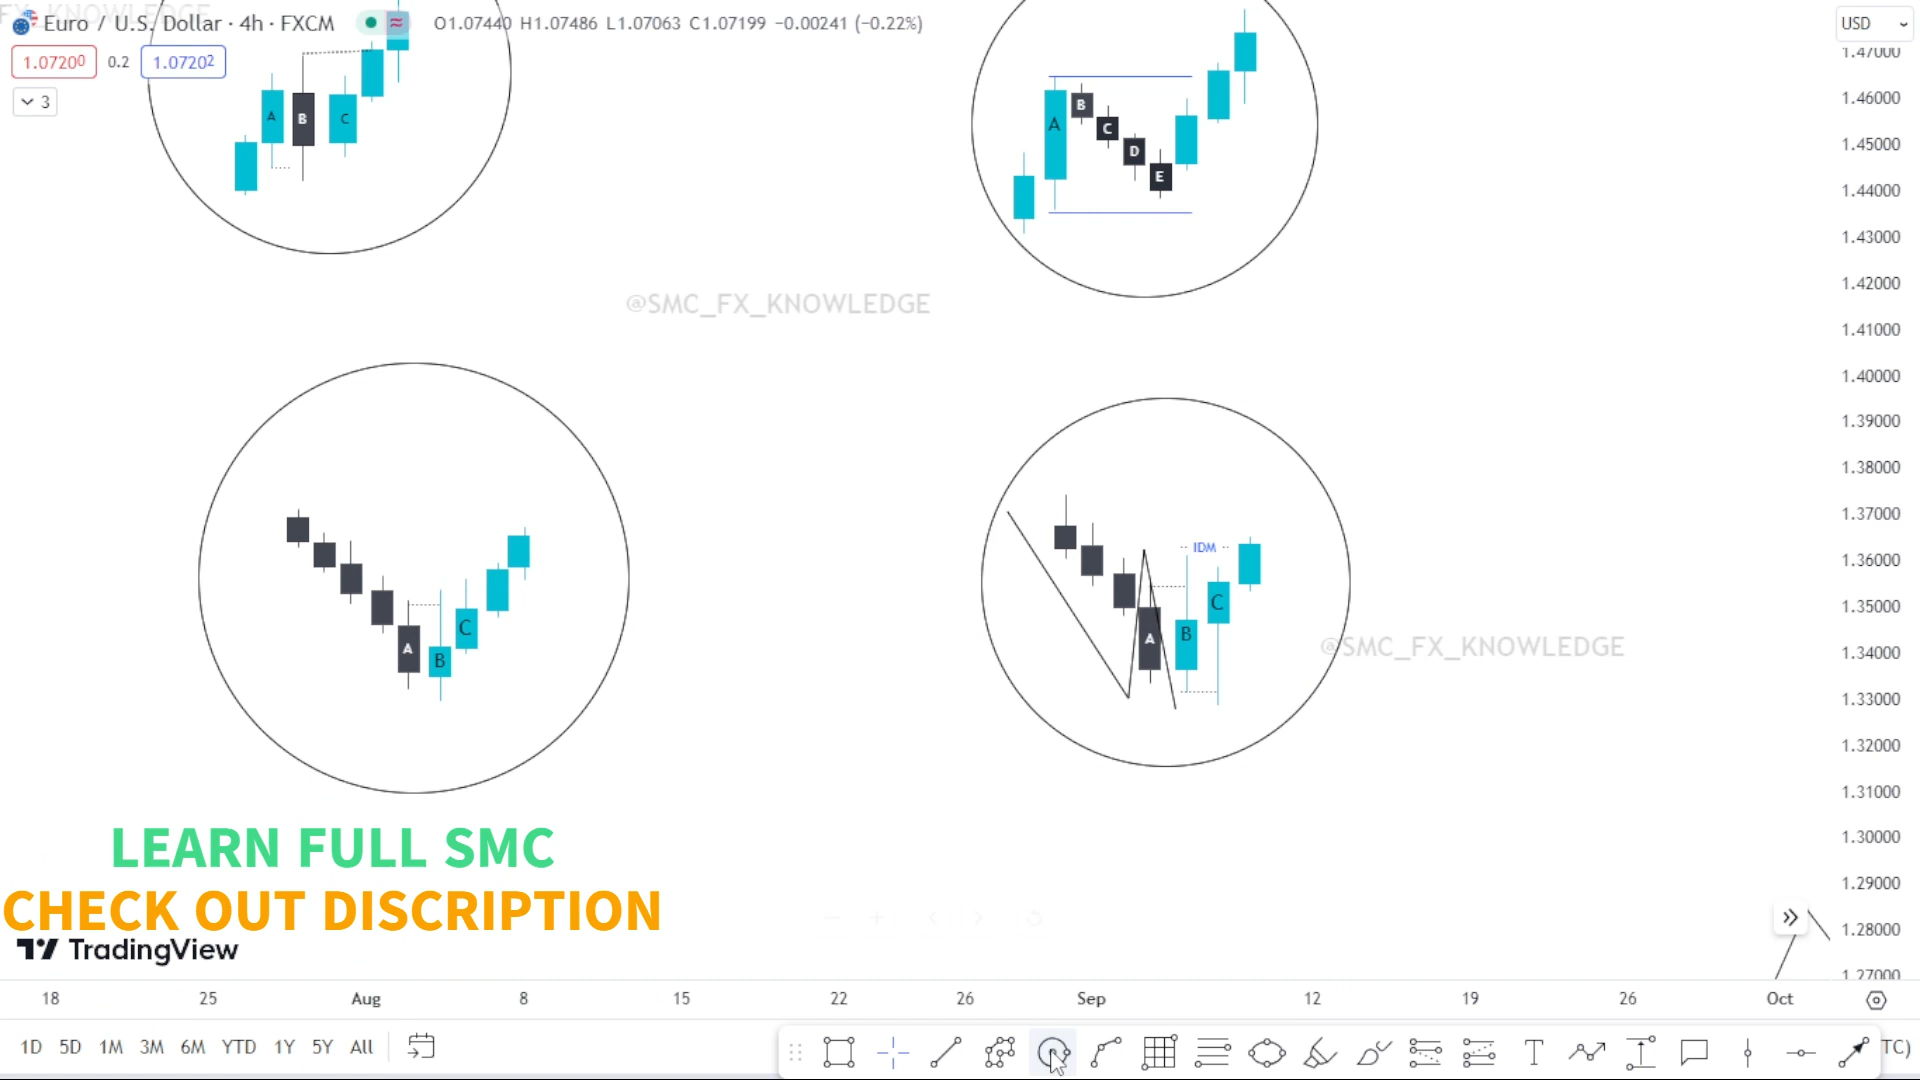 Euro / U.S. Dollar · 4h · FXCM O1.07440 H1.07486 L1.07063 C1.07199 −0.00241 (−0.22%)
USD
1.07200 0.2 1.07202
3
1.47000
1.46000
1.45000
1.44000
1.43000
1.42000
1.41000
1.40000
1.39000
1.38000
1.37000
1.36000
1.35000
1.34000
1.33000
1.32000
1.31000
1.30000
1.29000
1.28000
1.27000
A B C
A B C D E
@SMC_FX_KNOWLEDGE
A B C
IDM
A B C
@SMC_FX_KNOWLEDGE
LEARN FULL SMC
CHECK OUT DISCRIPTION
TradingView
18 25 Aug 8 15 22 26 Sep 12 19 26 Oct
1D 5D 1M 3M 6M YTD 1Y 5Y All
TC)